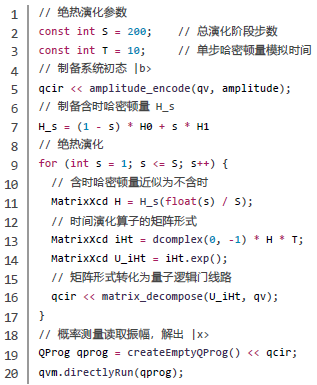 1 // 绝热演化参数
2 const int S = 200; // 总演化阶段步数
3 const int T = 10; // 单步哈密顿量模拟时间
4 // 制备系统初态 |b>
5 qcir << amplitude_encode(qv, amplitude);
6 // 制备含时哈密顿量 H_s
7 H_s = (1 - s) * H0 + s * H1
8 // 绝热演化
9 for (int s = 1; s <= S; s++) {
10 // 含时哈密顿量近似为不含时
11 MatrixXcd H = H_s(float(s) / S);
12 // 时间演化算子的矩阵形式
13 MatrixXcd iHt = dcomplex(0, -1) * H * T;
14 MatrixXcd U_iHt = iHt.exp();
15 // 矩阵形式转化为量子逻辑门线路
16 qcir << matrix_decompose(U_iHt, qv);
17 }
18 // 概率测量读取振幅，解出 |x>
19 QProg qprog = createEmptyQProg() << qcir;
20 qvm.directlyRun(qprog);